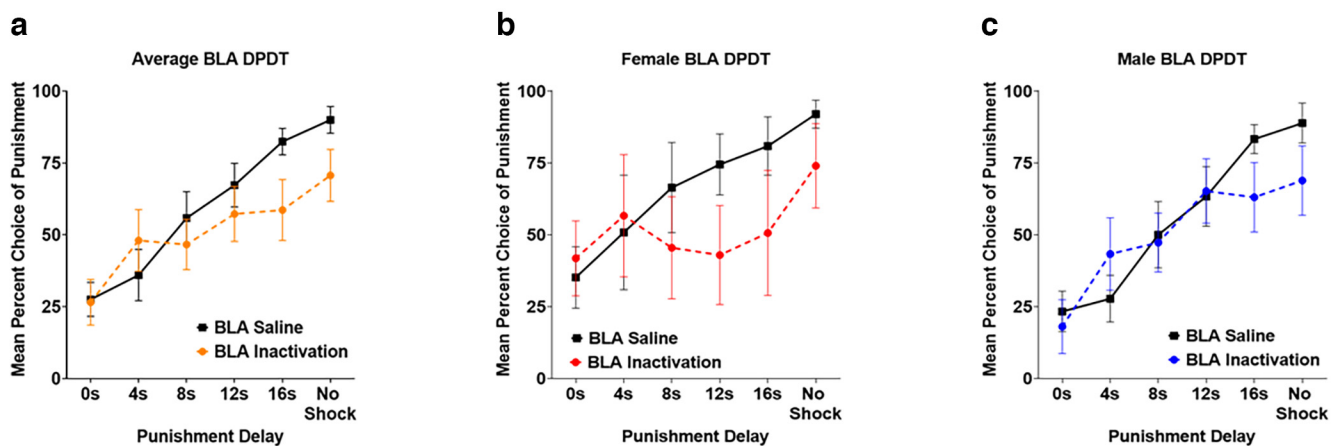 a
Average BLA DPDT
Mean Percent Choice of Punishment
100
75
50
25
0
BLA Saline
BLA Inactivation
0s 4s 8s 12s 16s No
Shock
Punishment Delay
b
Female BLA DPDT
Mean Percent Choice of Punishment
100
75
50
25
0
BLA Saline
BLA Inactivation
0s 4s 8s 12s 16s No
Shock
Punishment Delay
c
Male BLA DPDT
Mean Percent Choice of Punishment
100
75
50
25
0
BLA Saline
BLA Inactivation
0s 4s 8s 12s 16s No
Shock
Punishment Delay